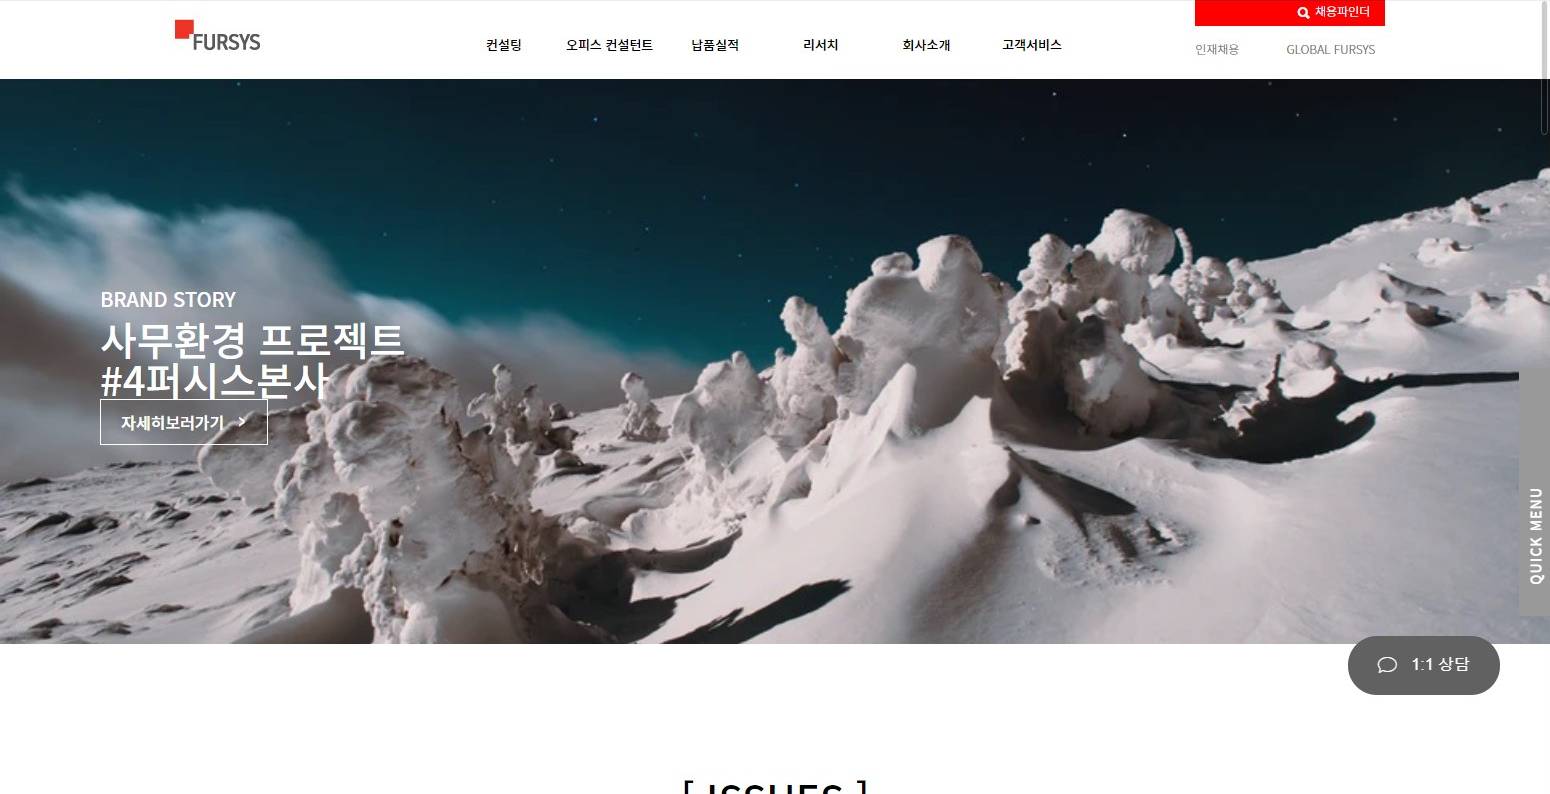 FURSYS
컨설팅
오피스 컨설턴트
납품실적
리서치
회사소개
고객서비스
채용파인더
인재채용
GLOBAL FURSYS
BRAND STORY
사무환경 프로젝트
#4퍼시스본사
자세히보러가기 >
QUICK MENU
1:1 상담
[ ISSUES ]